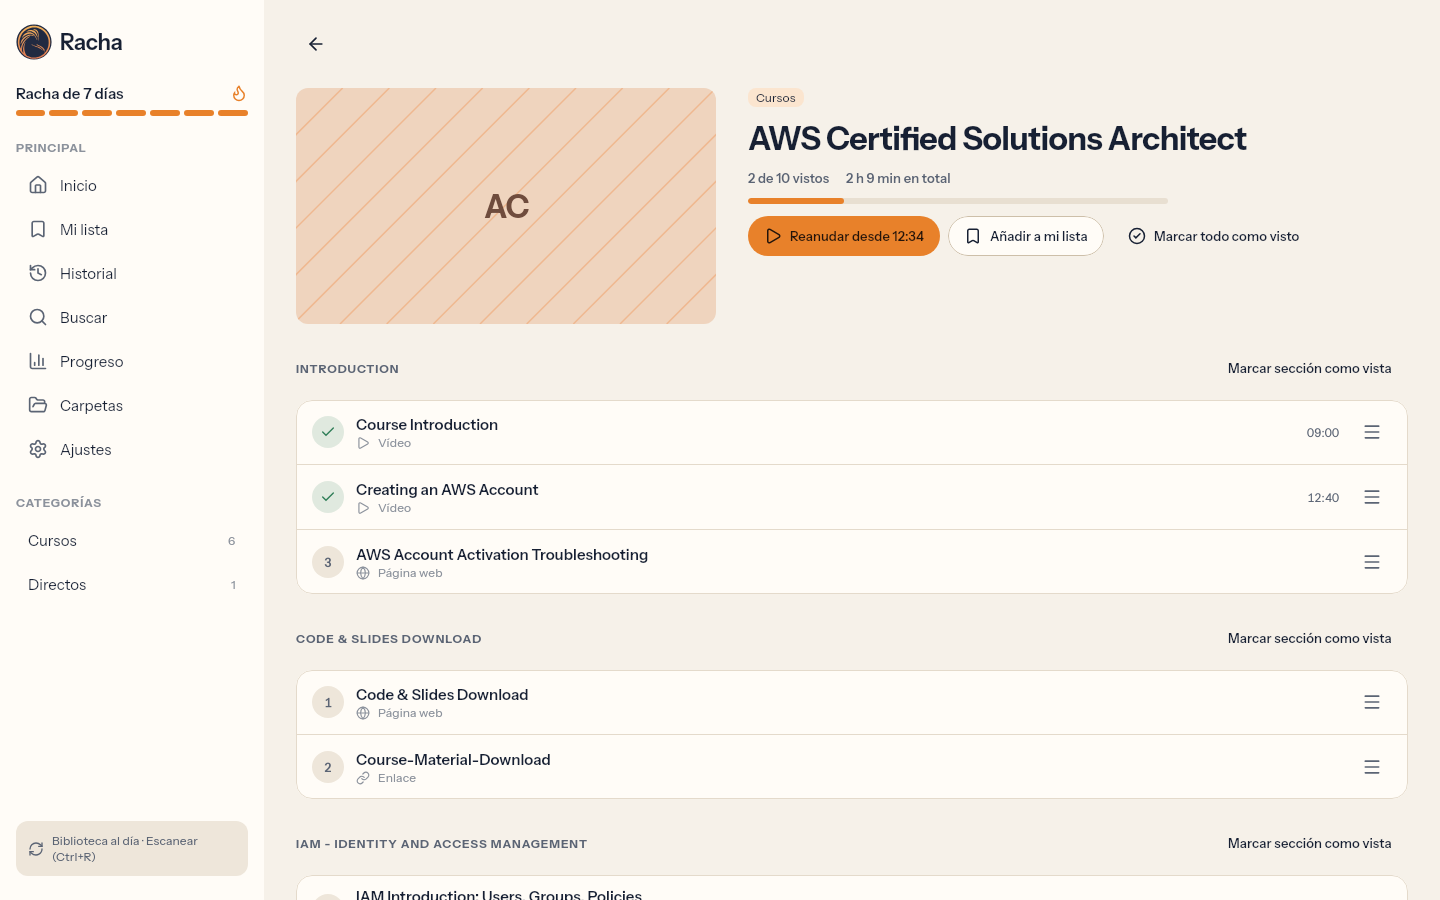 Racha
Racha de 7 días
PRINCIPAL
Inicio
Mi lista
Historial
Buscar
Progreso
Carpetas
Ajustes
CATEGORÍAS
Cursos 6
Directos 1
Biblioteca al día · Escanear
(Ctrl+R)
AC
Cursos
AWS Certified Solutions Architect
2 de 10 vistos 2 h 9 min en total
Reanudar desde 12:34 Añadir a mi lista Marcar todo como visto
INTRODUCTION Marcar sección como vista
Course Introduction
Vídeo 09:00
Creating an AWS Account
Vídeo 12:40
3 AWS Account Activation Troubleshooting
Página web
CODE & SLIDES DOWNLOAD Marcar sección como vista
1 Code & Slides Download
Página web
2 Course-Material-Download
Enlace
IAM - IDENTITY AND ACCESS MANAGEMENT Marcar sección como vista
IAM Introduction: Users, Groups, Policies